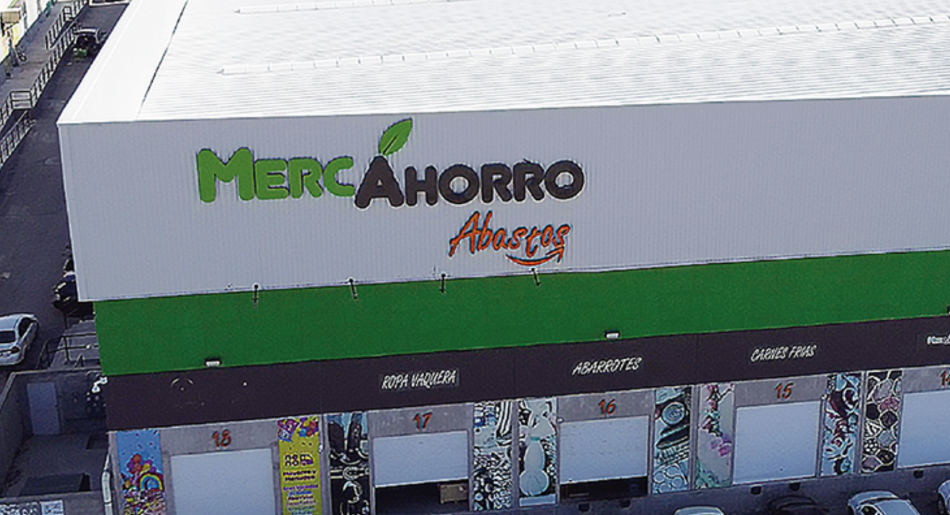 MERCAHORRO
Abastos
ROPA VAQUERA
ABARROTES
CARNES FRIAS
18
17
16
15